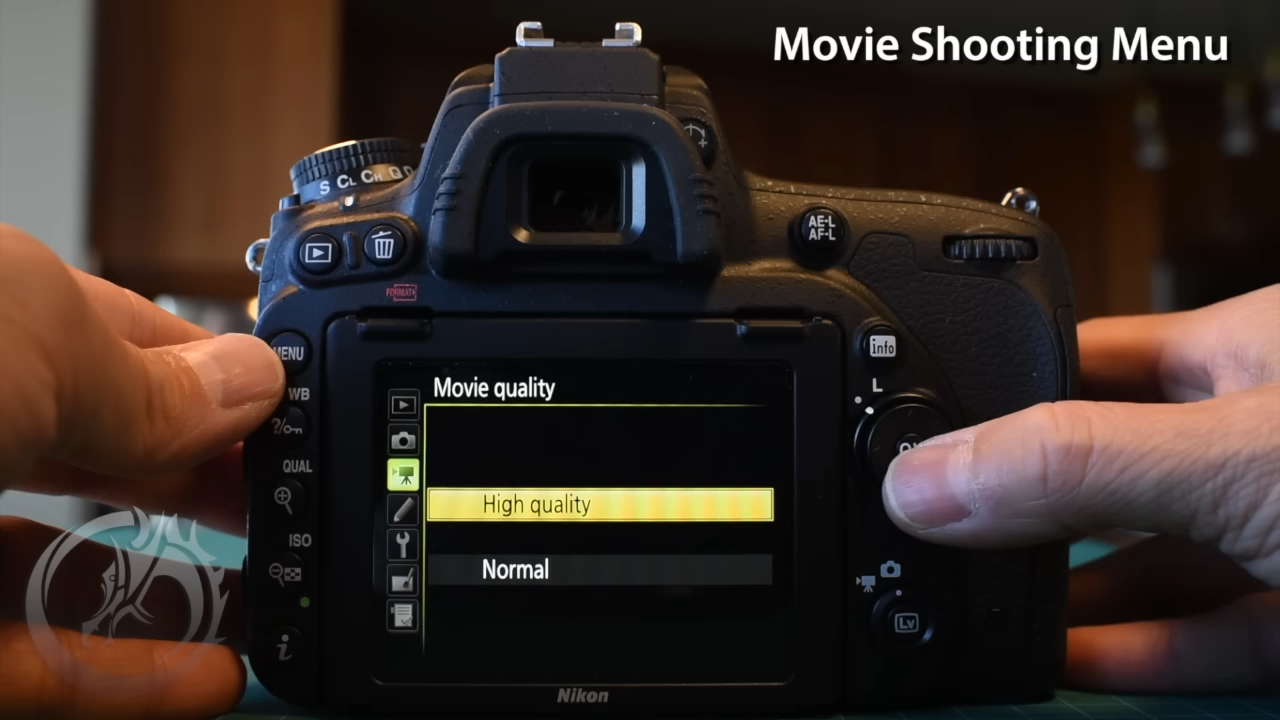 Movie Shooting Menu
S CL CH Q
AE-L
AF-L
FORMAT
MENU
info
WB
L
Movie quality
?/
OK
QUAL
High quality
ISO
Normal
Lv
i
Nikon